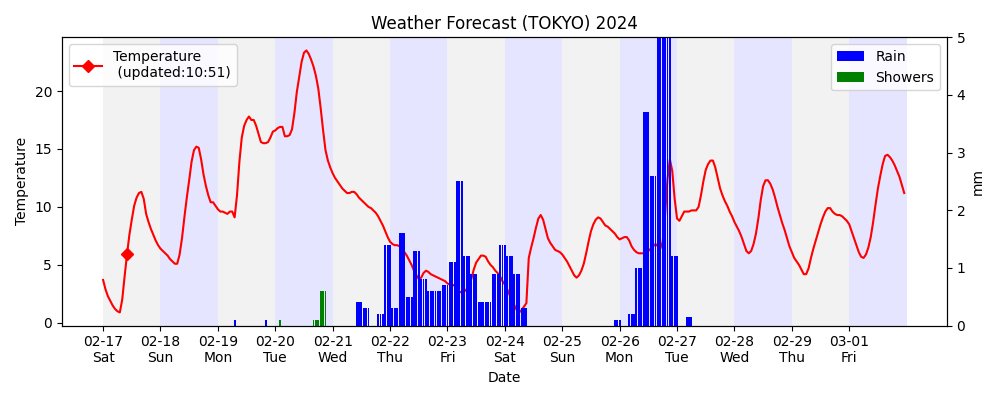 Weather Forecast (TOKYO) 2024
Temperature
(updated:10:51)
Rain
Showers
Temperature
20
15
10
5
0
5
4
3
2
1
0
mm
02-17 02-18 02-19 02-20 02-21 02-22 02-23 02-24 02-25 02-26 02-27 02-28 02-29 03-01
Sat Sun Mon Tue Wed Thu Fri Sat Sun Mon Tue Wed Thu Fri
Date